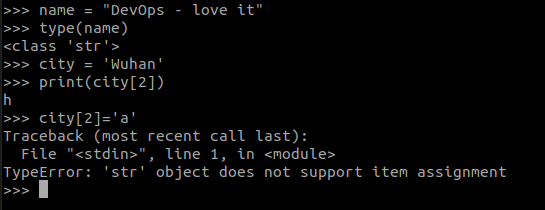 >>> name = "DevOps - love it"
>>> type(name)
<class 'str'>
>>> city = 'Wuhan'
>>> print(city[2])
h
>>> city[2]='a'
Traceback (most recent call last):
  File "<stdin>", line 1, in <module>
TypeError: 'str' object does not support item assignment
>>>